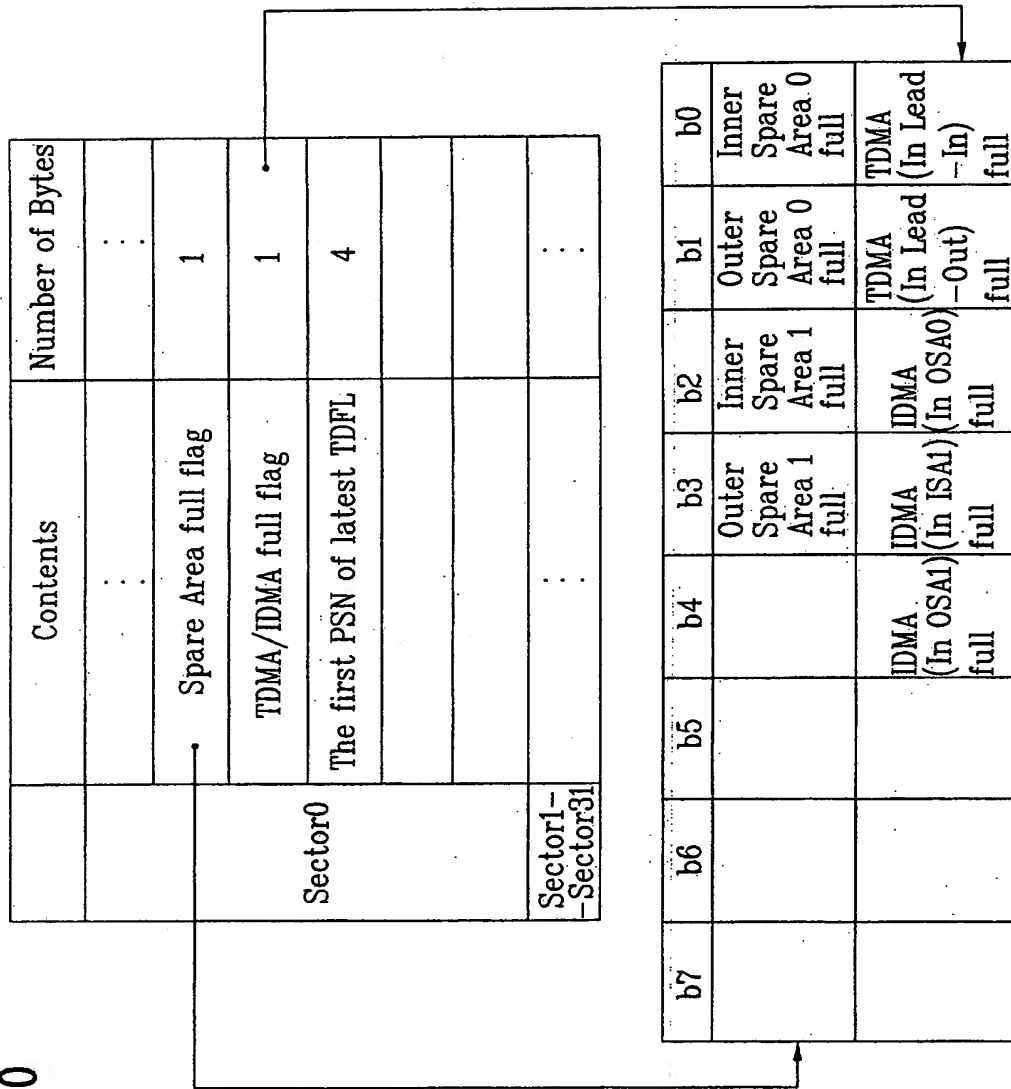 0
Contents Number of Bytes
⋮ ⋮
Sector0
Spare Area full flag 1
TDMA/IDMA full flag 1
The first PSN of latest TDFL 4
Sector1-
-Sector31
⋮ ⋮
b7 b6 b5 b4 b3 b2 b1 b0
Outer
Spare
Area 1
full
Inner
Spare
Area 1
full
Outer
Spare
Area 0
full
Inner
Spare
Area 0
full
IDMA
(In OSA1)
full
IDMA
(In ISA1)
full
IDMA
(In OSA0)
full
TDMA
(In Lead
-Out)
full
TDMA
(In Lead
-In)
full